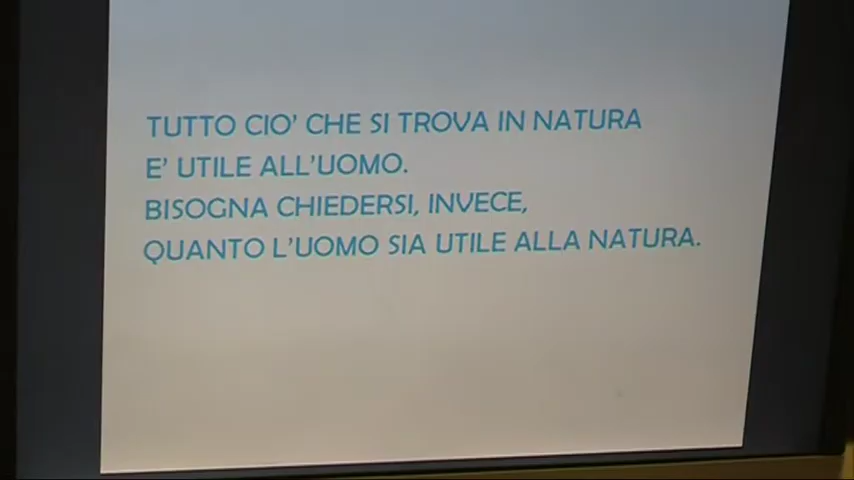 TUTTO CIO' CHE SI TROVA IN NATURA
E' UTILE ALL'UOMO.
BISOGNA CHIEDERSI, INVECE,
QUANTO L'UOMO SIA UTILE ALLA NATURA.